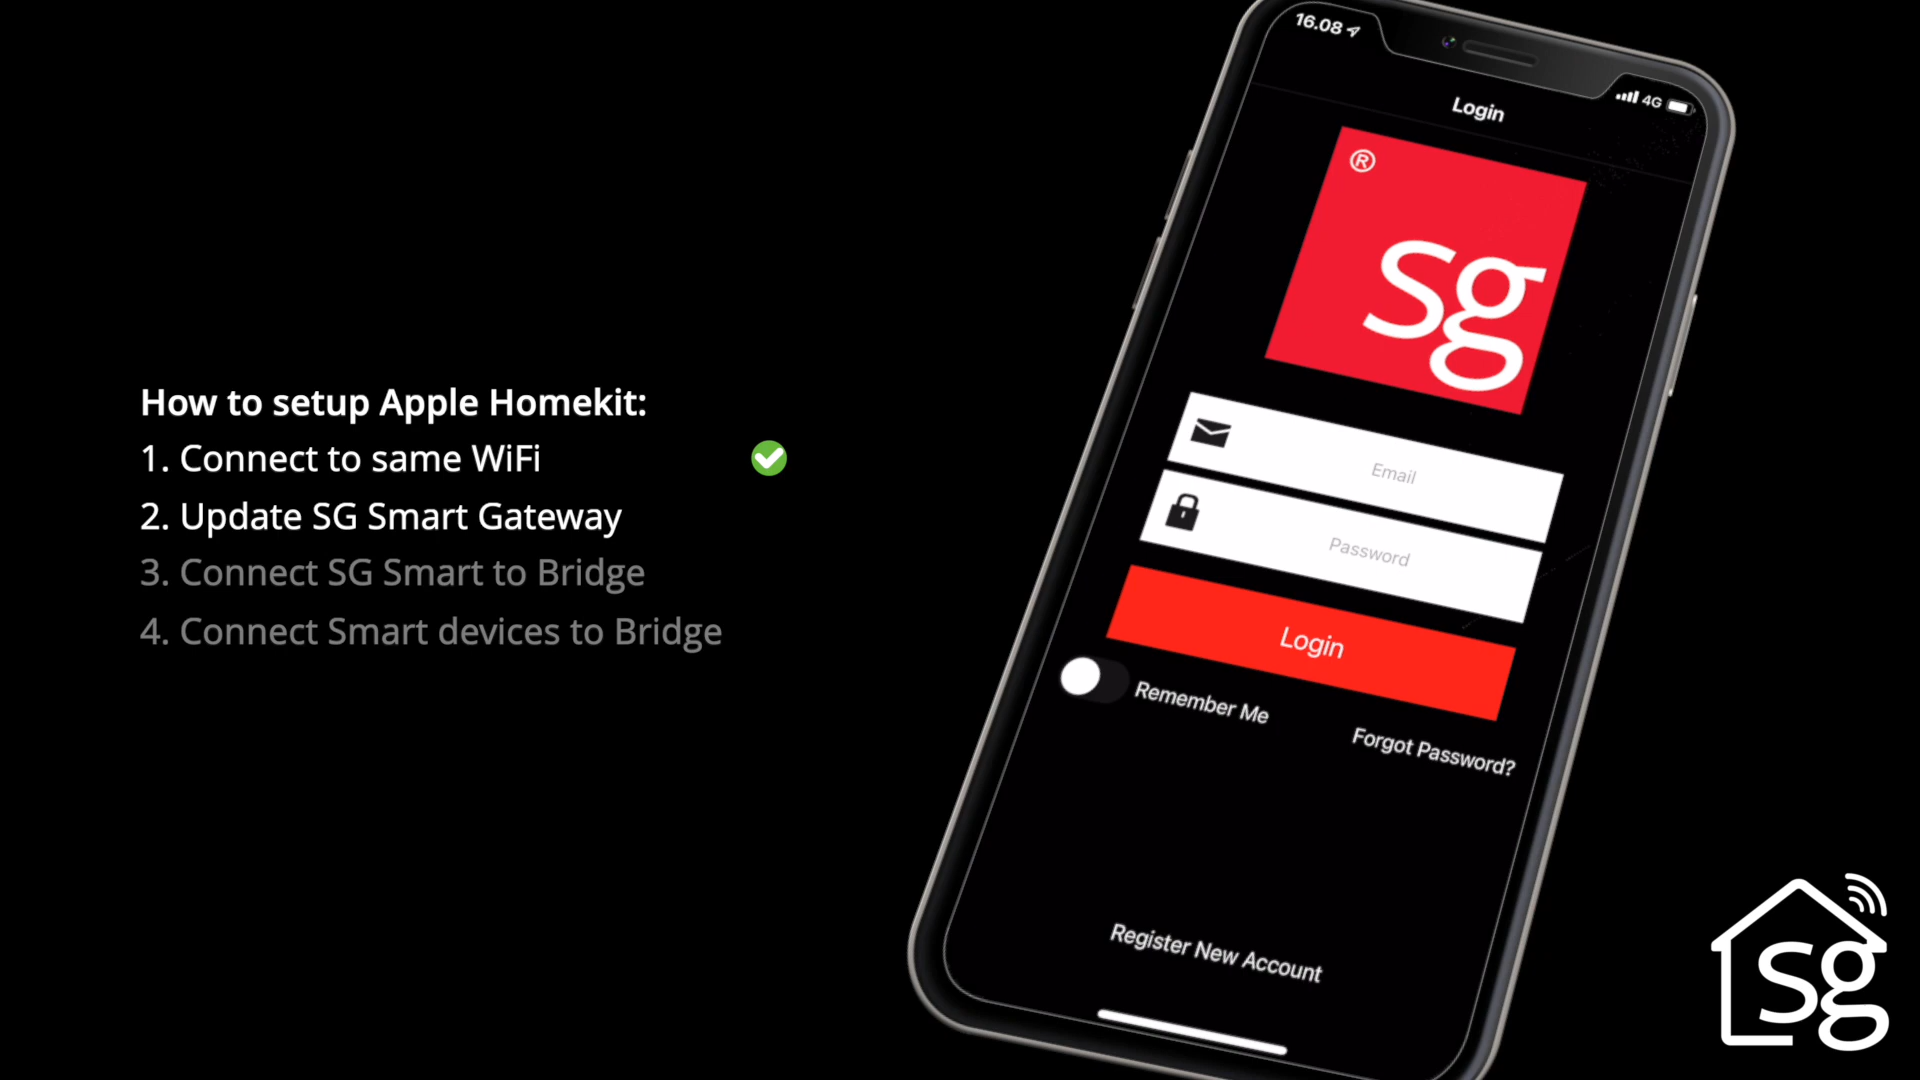 How to setup Apple Homekit:
1. Connect to same WiFi
2. Update SG Smart Gateway
3. Connect SG Smart to Bridge
4. Connect Smart devices to Bridge
16.08
4G
Login
®
sg
Email
Password
Login
Remember Me
Forgot Password?
Register New Account
sg